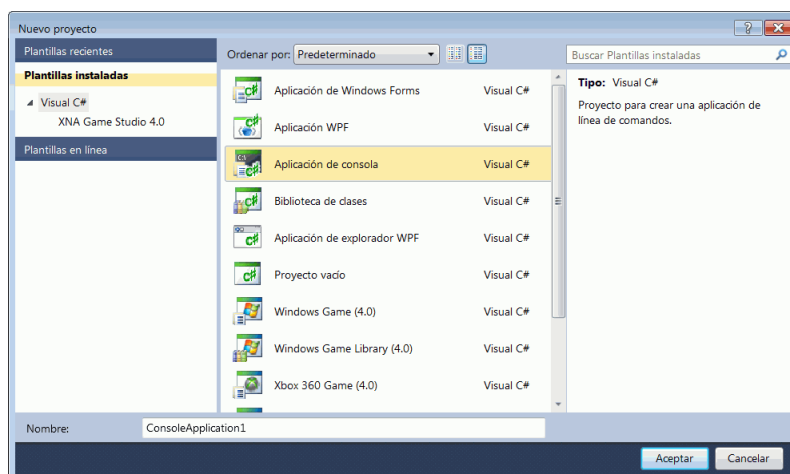 Nuevo proyecto
Plantillas recientes
Plantillas instaladas
Visual C#
XNA Game Studio 4.0
Plantillas en línea
Ordenar por: Predeterminado
Aplicación de Windows Forms Visual C#
Aplicación WPF Visual C#
Aplicación de consola Visual C#
Biblioteca de clases Visual C#
Aplicación de explorador WPF Visual C#
Proyecto vacío Visual C#
Windows Game (4.0) Visual C#
Windows Game Library (4.0) Visual C#
Xbox 360 Game (4.0) Visual C#
Buscar Plantillas instaladas
Tipo: Visual C#
Proyecto para crear una aplicación de
línea de comandos.
Nombre: ConsoleApplication1
Aceptar Cancelar